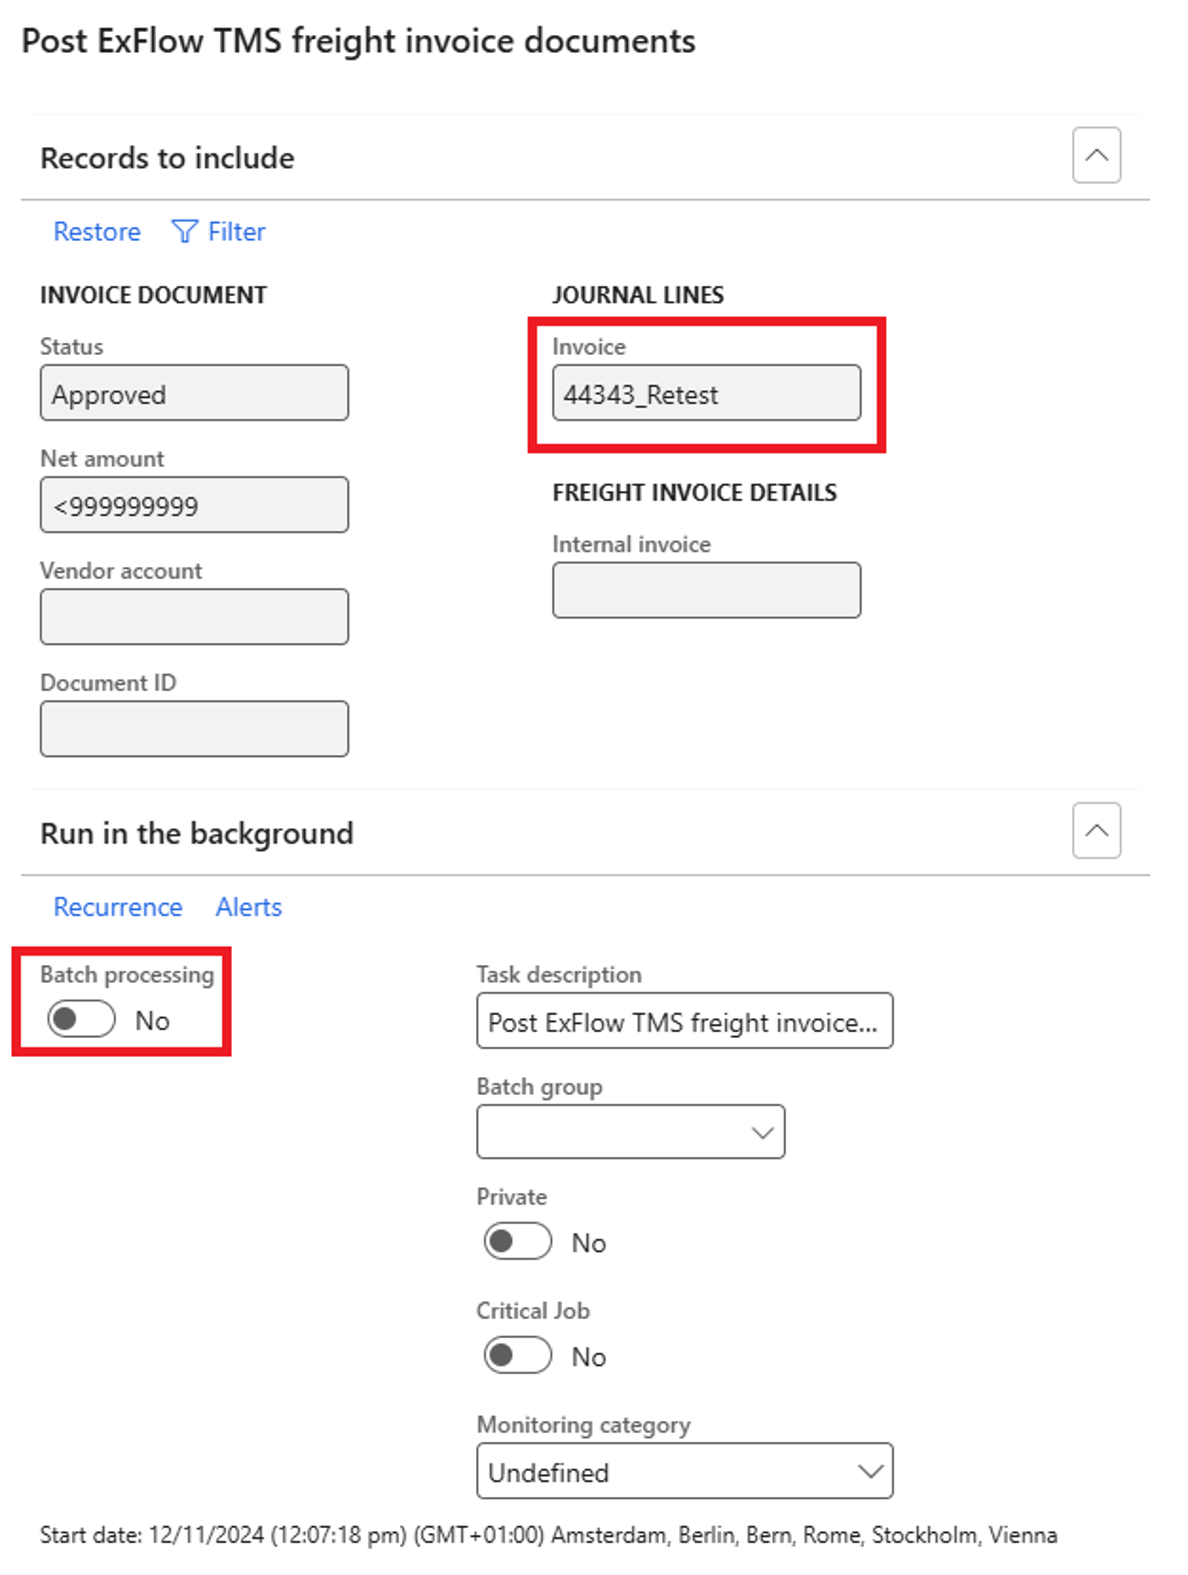 Post ExFlow TMS freight invoice documents
Records to include
Restore Filter
INVOICE DOCUMENT
Status
Approved
Net amount
<999999999
Vendor account
Document ID
JOURNAL LINES
Invoice
44343_Retest
FREIGHT INVOICE DETAILS
Internal invoice
Run in the background
Recurrence Alerts
Batch processing
No
Task description
Post ExFlow TMS freight invoice...
Batch group
Private
No
Critical Job
No
Monitoring category
Undefined
Start date: 12/11/2024 (12:07:18 pm) (GMT+01:00) Amsterdam, Berlin, Bern, Rome, Stockholm, Vienna